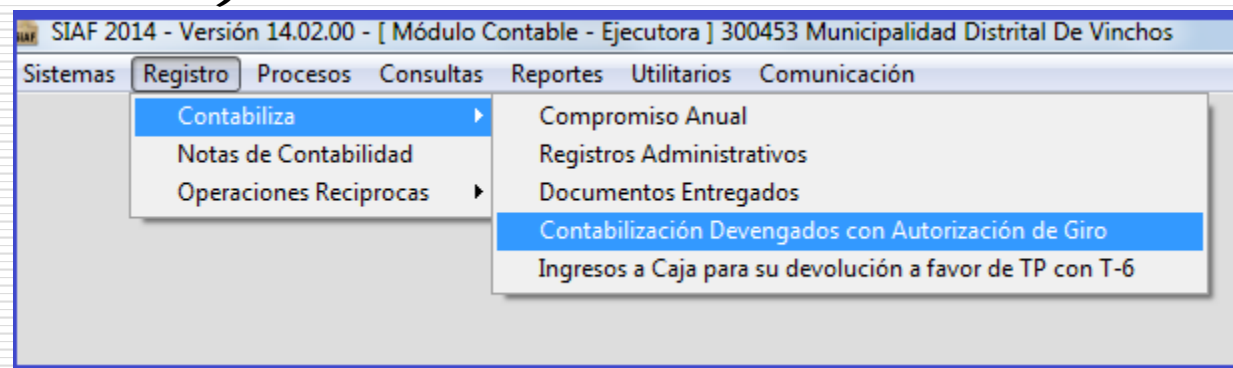 SIAF 2014 - Versión 14.02.00 - [ Módulo Contable - Ejecutora ] 300453 Municipalidad Distrital De Vinchos
Sistemas Registro Procesos Consultas Reportes Utilitarios Comunicación
Contabiliza
Notas de Contabilidad
Operaciones Reciprocas
Compromiso Anual
Registros Administrativos
Documentos Entregados
Contabilización Devengados con Autorización de Giro
Ingresos a Caja para su devolución a favor de TP con T-6